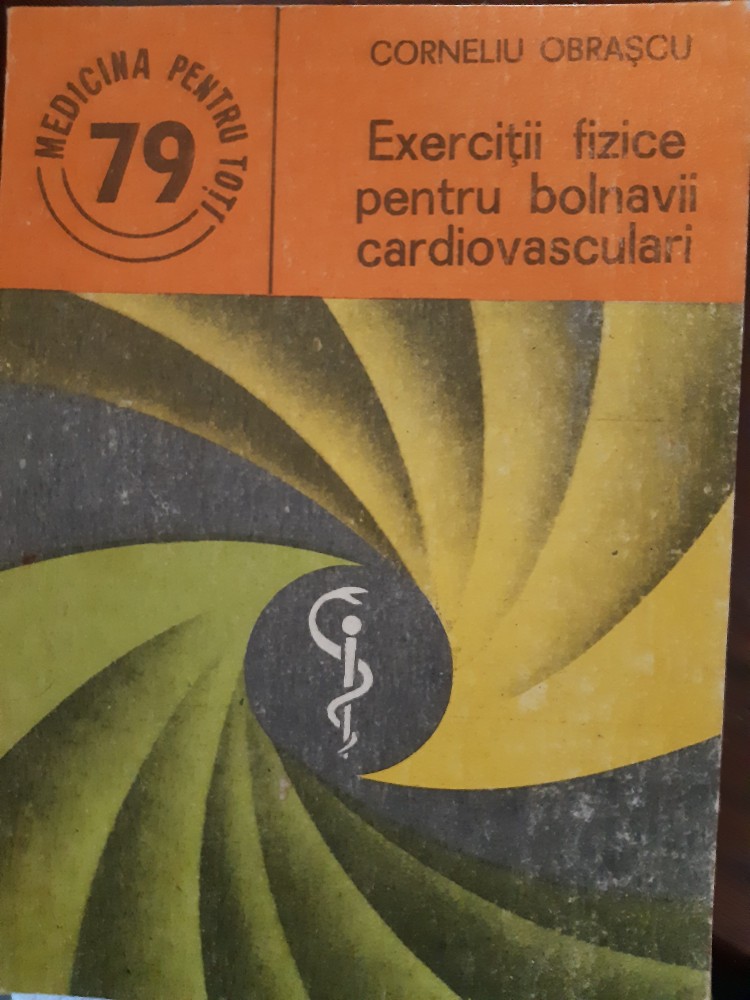 MEDICINA PENTRU TOȚI
79
CORNELIU OBRAȘCU
Exerciții fizice
pentru bolnavii
cardiovasculari